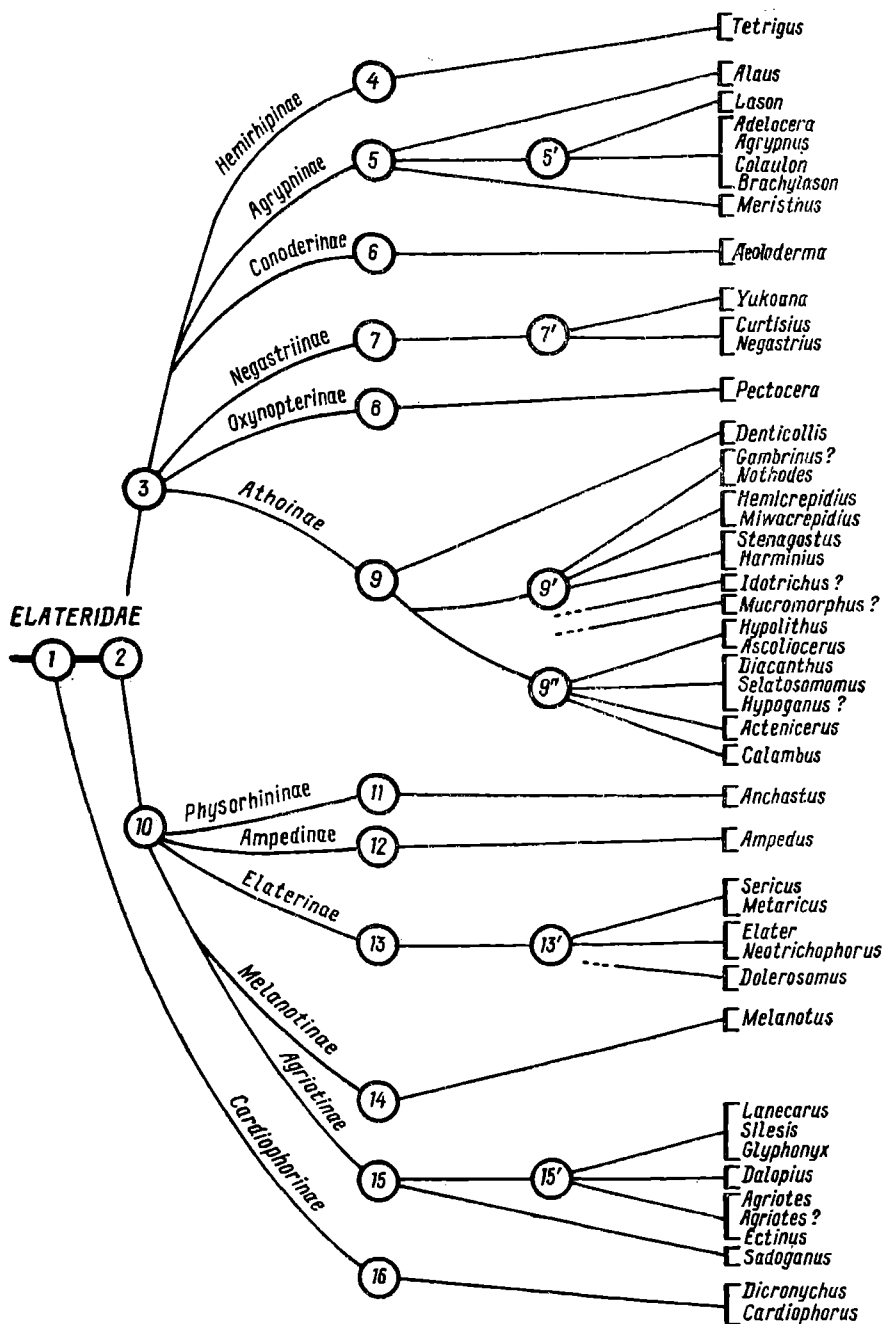 Tetrigus
4
Hemirhipinae
Alaus
Lason
Adelocera
Agrypnus
Colaulon
Brachylason
Meristhus
5
5'
Agrypninae
Conoderinae
6
Aeoloderma
Yukoana
Curtisius
Negastrius
7
7'
Negastriinae
Oxynopterinae
8
Pectocera
Denticollis
Gambrinus ?
Nothodes
Hemicrepidius
Miwacrepidius
Stenagostus
Harminius
Idotrichus ?
Mucromorphus ?
Hypolithus
Ascoliocerus
Diacanthus
Selatosomomus
Hypoganus ?
Actenicerus
Calambus
3
Athoinae
9
9'
9"
ELATERIDAE
1
2
Physorhininae
11
Anchastus
10
Ampedinae
12
Ampedus
Elaterinae
13
13'
Sericus
Metaricus
Elater
Neotrichophorus
Dolerosomus
Melanotinae
14
Melanotus
Agriotinae
15
15'
Lanecarus
Silesis
Glyphonyx
Dalopius
Agriotes
Agriotes ?
Ectinus
Sadoganus
Cardiophorinae
16
Dicronychus
Cardiophorus